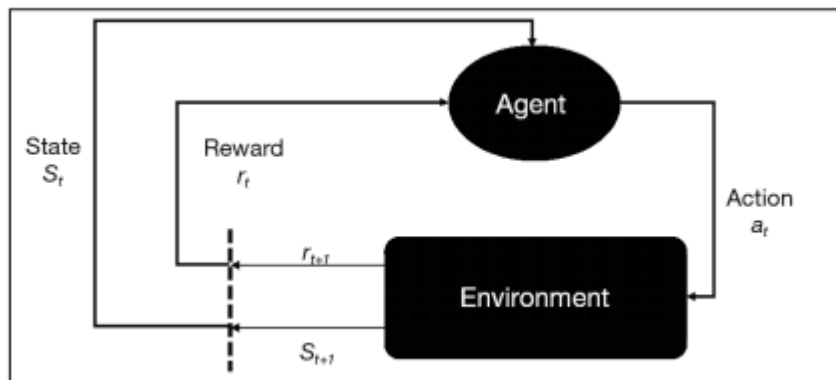 Agent
State
Sₜ
Reward
rₜ
Action
aₜ
rₜ₊₁
Environment
Sₜ₊₁